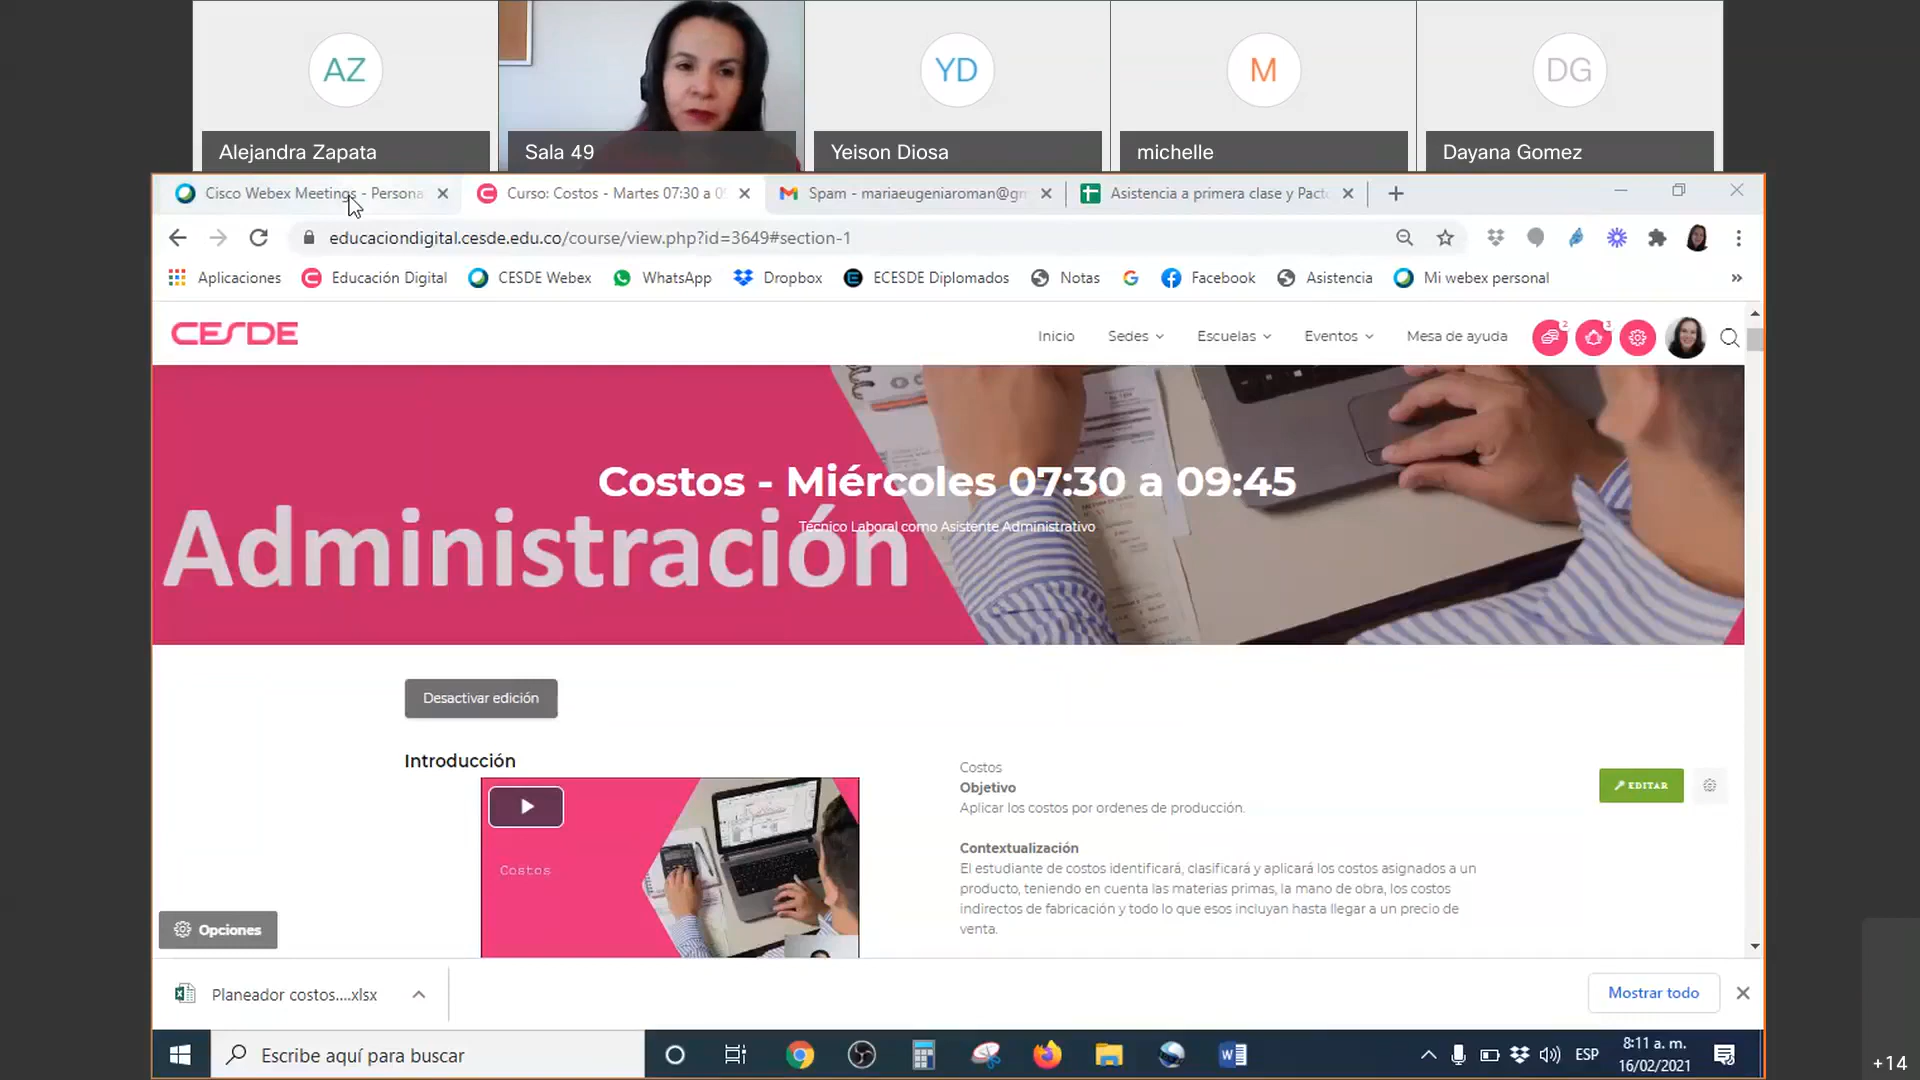 AZ
YD
M
DG
Alejandra Zapata
Sala 49
Yeison Diosa
michelle
Dayana Gomez
Cisco Webex Meetings - Persona
Curso: Costos - Martes 07:30 a 0
Spam - mariaeugeniaroman@gm
Asistencia a primera clase y Pacto
educaciondigital.cesde.edu.co/course/view.php?id=3649#section-1
Aplicaciones
Educación Digital
CESDE Webex
WhatsApp
Dropbox
ECESDE Diplomados
Notas
Facebook
Asistencia
Mi webex personal
»
CESDE
Inicio
Sedes
Escuelas
Eventos
Mesa de ayuda
2
3
Costos - Miércoles 07:30 a 09:45
Técnico Laboral como Asistente Administrativo
Administración
Desactivar edición
Introducción
Costos
Costos
Objetivo
Aplicar los costos por ordenes de producción.
EDITAR
Contextualización
El estudiante de costos identificará, clasificará y aplicará los costos asignados a un
producto, teniendo en cuenta las materias primas, la mano de obra, los costos
indirectos de fabricación y todo lo que esos incluyan hasta llegar a un precio de
venta.
Opciones
Planeador costos....xlsx
Mostrar todo
Escribe aquí para buscar
ESP
8:11 a. m.
16/02/2021
+14